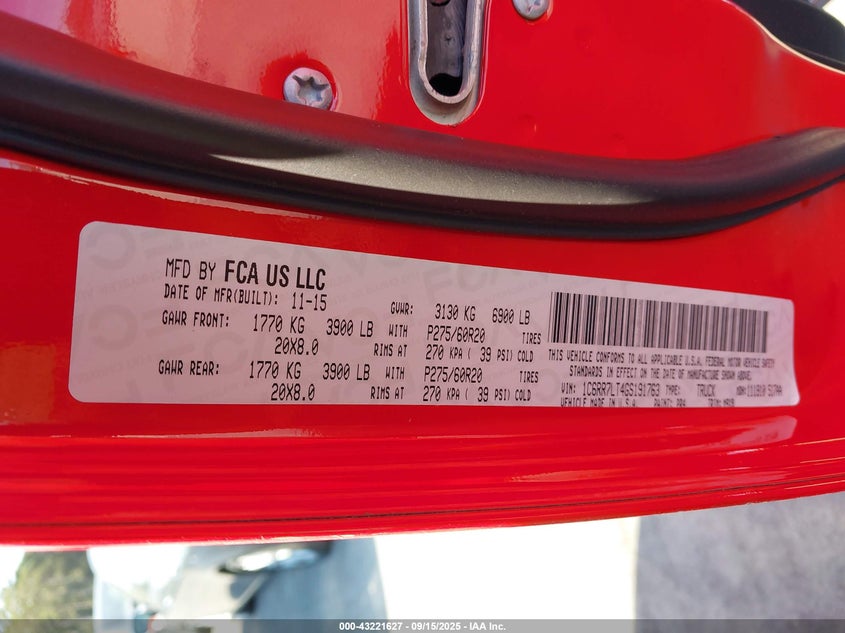 MFD BY FCA US LLC
DATE OF MFR(BUILT): 11-15 GVWR: 3130 KG 6900 LB
GAWR FRONT: 1770 KG 3900 LB WITH P275/60R20 TIRES
20X8.0 RIMS AT 270 KPA ( 39 PSI) COLD
GAWR REAR: 1770 KG 3900 LB WITH P275/60R20 TIRES
20X8.0 RIMS AT 270 KPA ( 39 PSI) COLD
THIS VEHICLE CONFORMS TO ALL APPLICABLE U.S.A. FEDERAL MOTOR VEHICLE SAFETY
STANDARDS IN EFFECT ON THE DATE OF MANUFACTURE SHOWN ABOVE.
VIN: 1C6RR7LT4GS191763 TYPE: TRUCK MDH:
VEHICLE MADE IN U.S.A. PAINT: PR4 TRIM:
000-43221627 - 09/15/2025 - IAA Inc.